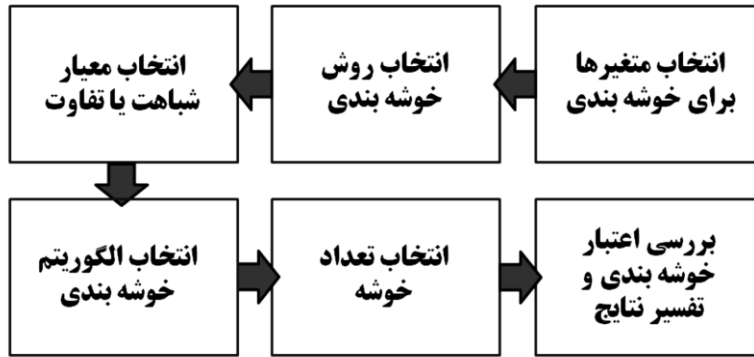 انتخاب متغیرها
برای خوشه بندی
انتخاب روش
خوشه بندی
انتخاب معیار
شباهت یا تفاوت
انتخاب الگوریتم
خوشه بندی
انتخاب تعداد
خوشه
بررسی اعتبار
خوشه بندی و
تفسیر نتایج